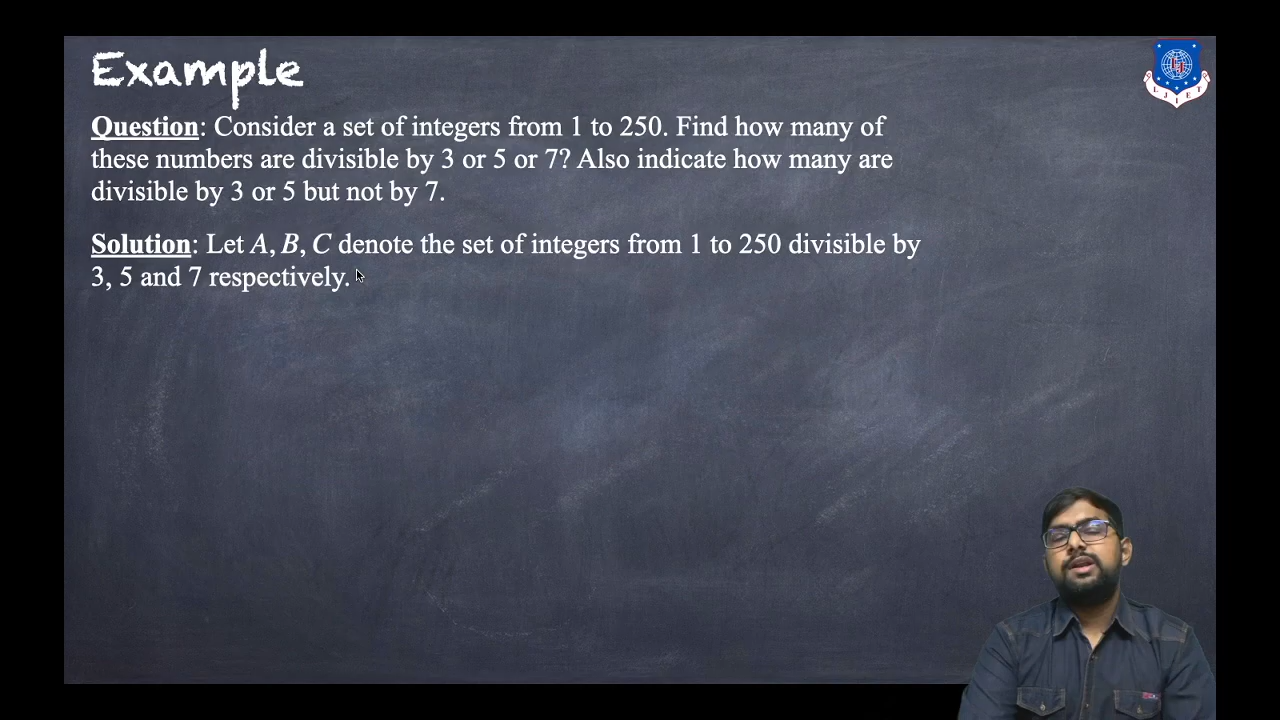 Example
Question: Consider a set of integers from 1 to 250. Find how many of
these numbers are divisible by 3 or 5 or 7? Also indicate how many are
divisible by 3 or 5 but not by 7.
Solution: Let A, B, C denote the set of integers from 1 to 250 divisible by
3, 5 and 7 respectively.
L J I E T